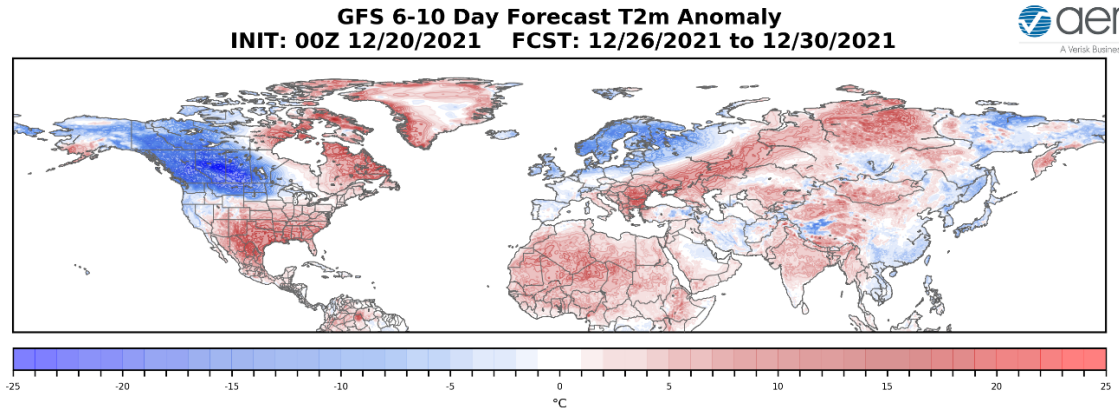 GFS 6-10 Day Forecast T2m Anomaly
INIT: 00Z 12/20/2021 FCST: 12/26/2021 to 12/30/2021
aer
A Verisk Busines
-25 -20 -15 -10 -5 0 5 10 15 20 25
°C